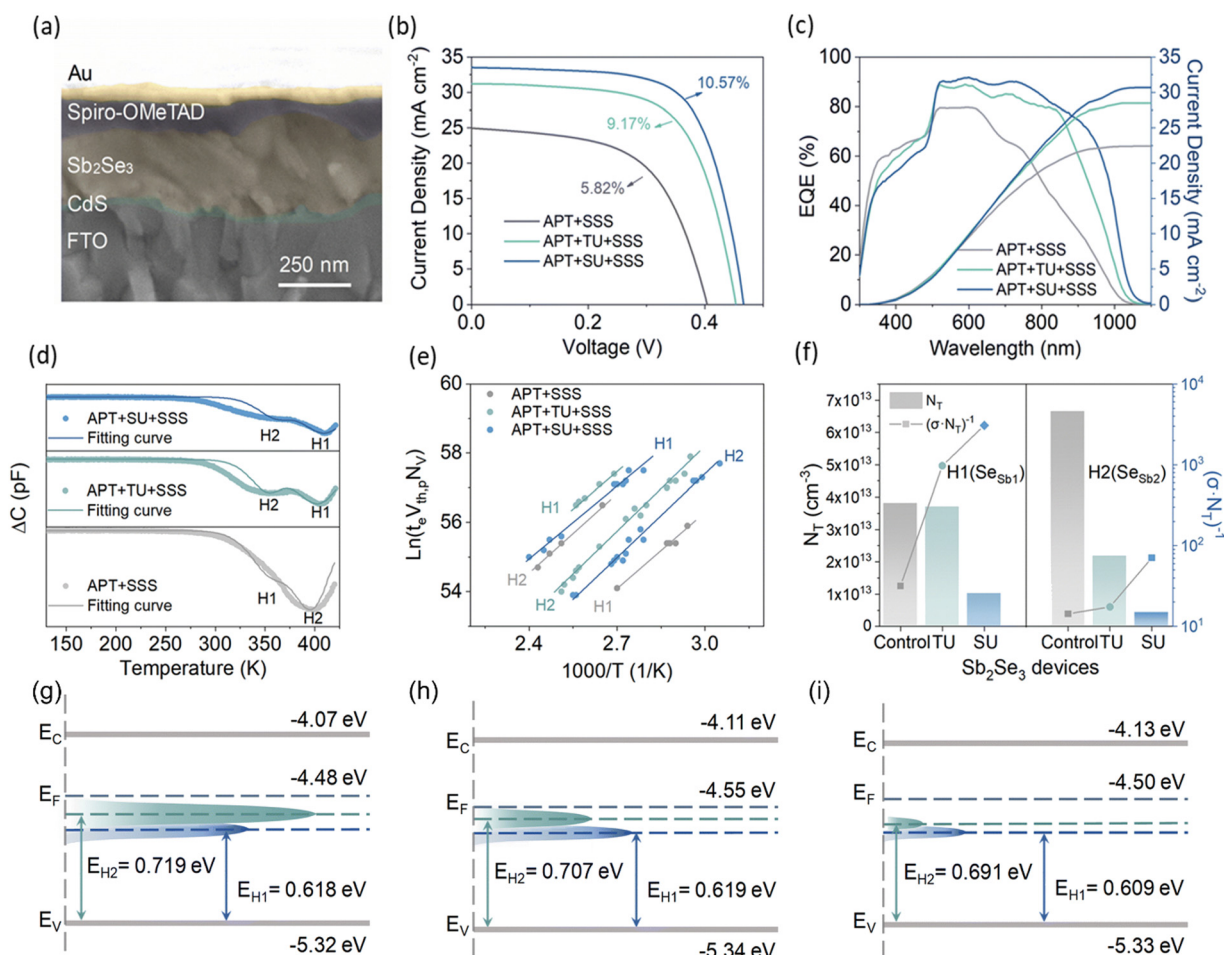 (a)
Au
Spiro-OMeTAD
Sb₂Se₃
CdS
FTO
250 nm
(b)
Current Density (mA cm⁻²)
35
30
25
20
15
10
5
0
10.57%
9.17%
5.82%
APT+SSS
APT+TU+SSS
APT+SU+SSS
0.0 0.2 0.4
Voltage (V)
(c)
EQE (%)
100
80
60
40
20
0
35
30
25
20
15
10
5
0
Current Density (mA cm⁻²)
APT+SSS
APT+TU+SSS
APT+SU+SSS
400 600 800 1000
Wavelength (nm)
(d)
ΔC (pF)
APT+SU+SSS
Fitting curve
H2
H1
APT+TU+SSS
Fitting curve
H2
H1
APT+SSS
Fitting curve
H1
H2
150 200 250 300 350 400
Temperature (K)
(e)
Ln(tₑVth,pNV)
60
58
56
54
APT+SSS
APT+TU+SSS
APT+SU+SSS
H1
H2
H1
H2
H2
H1
2.4 2.7 3.0
1000/T (1/K)
(f)
NT (cm⁻³)
7x10¹³
6x10¹³
5x10¹³
4x10¹³
3x10¹³
2x10¹³
1x10¹³
0
NT
(σ·NT)⁻¹
H1(SeSb1)
H2(SeSb2)
10⁴
10³
10²
10¹
(σ·NT)⁻¹
Control TU SU Control TU SU
Sb₂Se₃ devices
(g)
EC
-4.07 eV
EF
-4.48 eV
EH2= 0.719 eV
EH1= 0.618 eV
EV
-5.32 eV
(h)
EC
-4.11 eV
EF
-4.55 eV
EH2= 0.707 eV
EH1= 0.619 eV
EV
-5.34 eV
(i)
EC
-4.13 eV
EF
-4.50 eV
EH2= 0.691 eV
EH1= 0.609 eV
EV
-5.33 eV